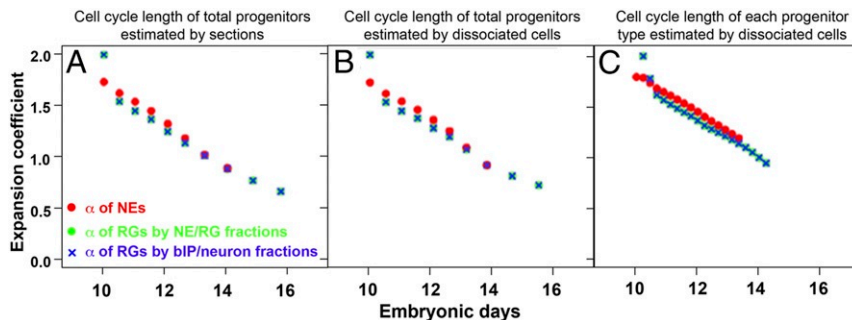 Cell cycle length of total progenitors
estimated by sections
Cell cycle length of total progenitors
estimated by dissociated cells
Cell cycle length of each progenitor
type estimated by dissociated cells
A
B
C
Expansion coefficient
2.0
1.5
1.0
0.5
0.0
α of NEs
α of RGs by NE/RG fractions
α of RGs by bIP/neuron fractions
10 12 14 16
10 12 14 16
10 12 14 16
Embryonic days